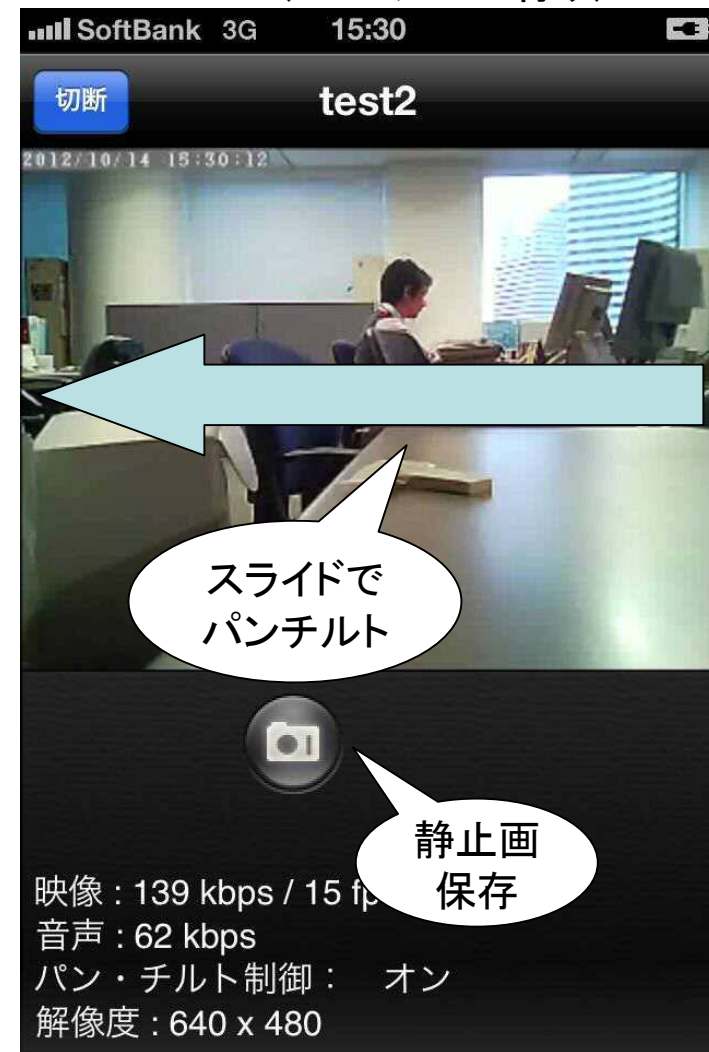 SoftBank 3G 15:30
切断 test2
2012/10/14 15:30:12
スライドで
パンチルト
静止画
保存
映像 : 139 kbps / 15 fp
音声 : 62 kbps
パン・チルト制御： オン
解像度 : 640 x 480